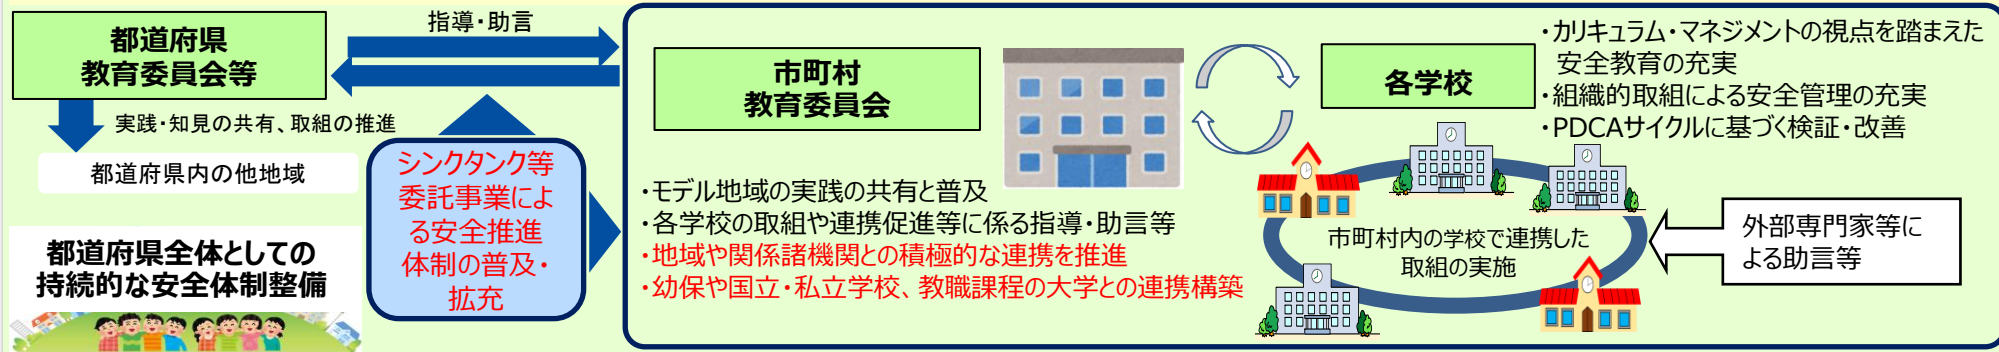 都道府県
教育委員会等
指導・助言
実践・知見の共有、取組の推進
都道府県内の他地域
都道府県全体としての
持続的な安全体制整備
シンクタンク等
委託事業によ
る安全推進
体制の普及・
拡充
市町村
教育委員会
・モデル地域の実践の共有と普及
・各学校の取組や連携促進等に係る指導・助言等
・地域や関係諸機関との積極的な連携を推進
・幼保や国立・私立学校、教職課程の大学との連携構築
各学校
・カリキュラム・マネジメントの視点を踏まえた
安全教育の充実
・組織的取組による安全管理の充実
・PDCAサイクルに基づく検証・改善
市町村内の学校で連携した
取組の実施
外部専門家等に
よる助言等